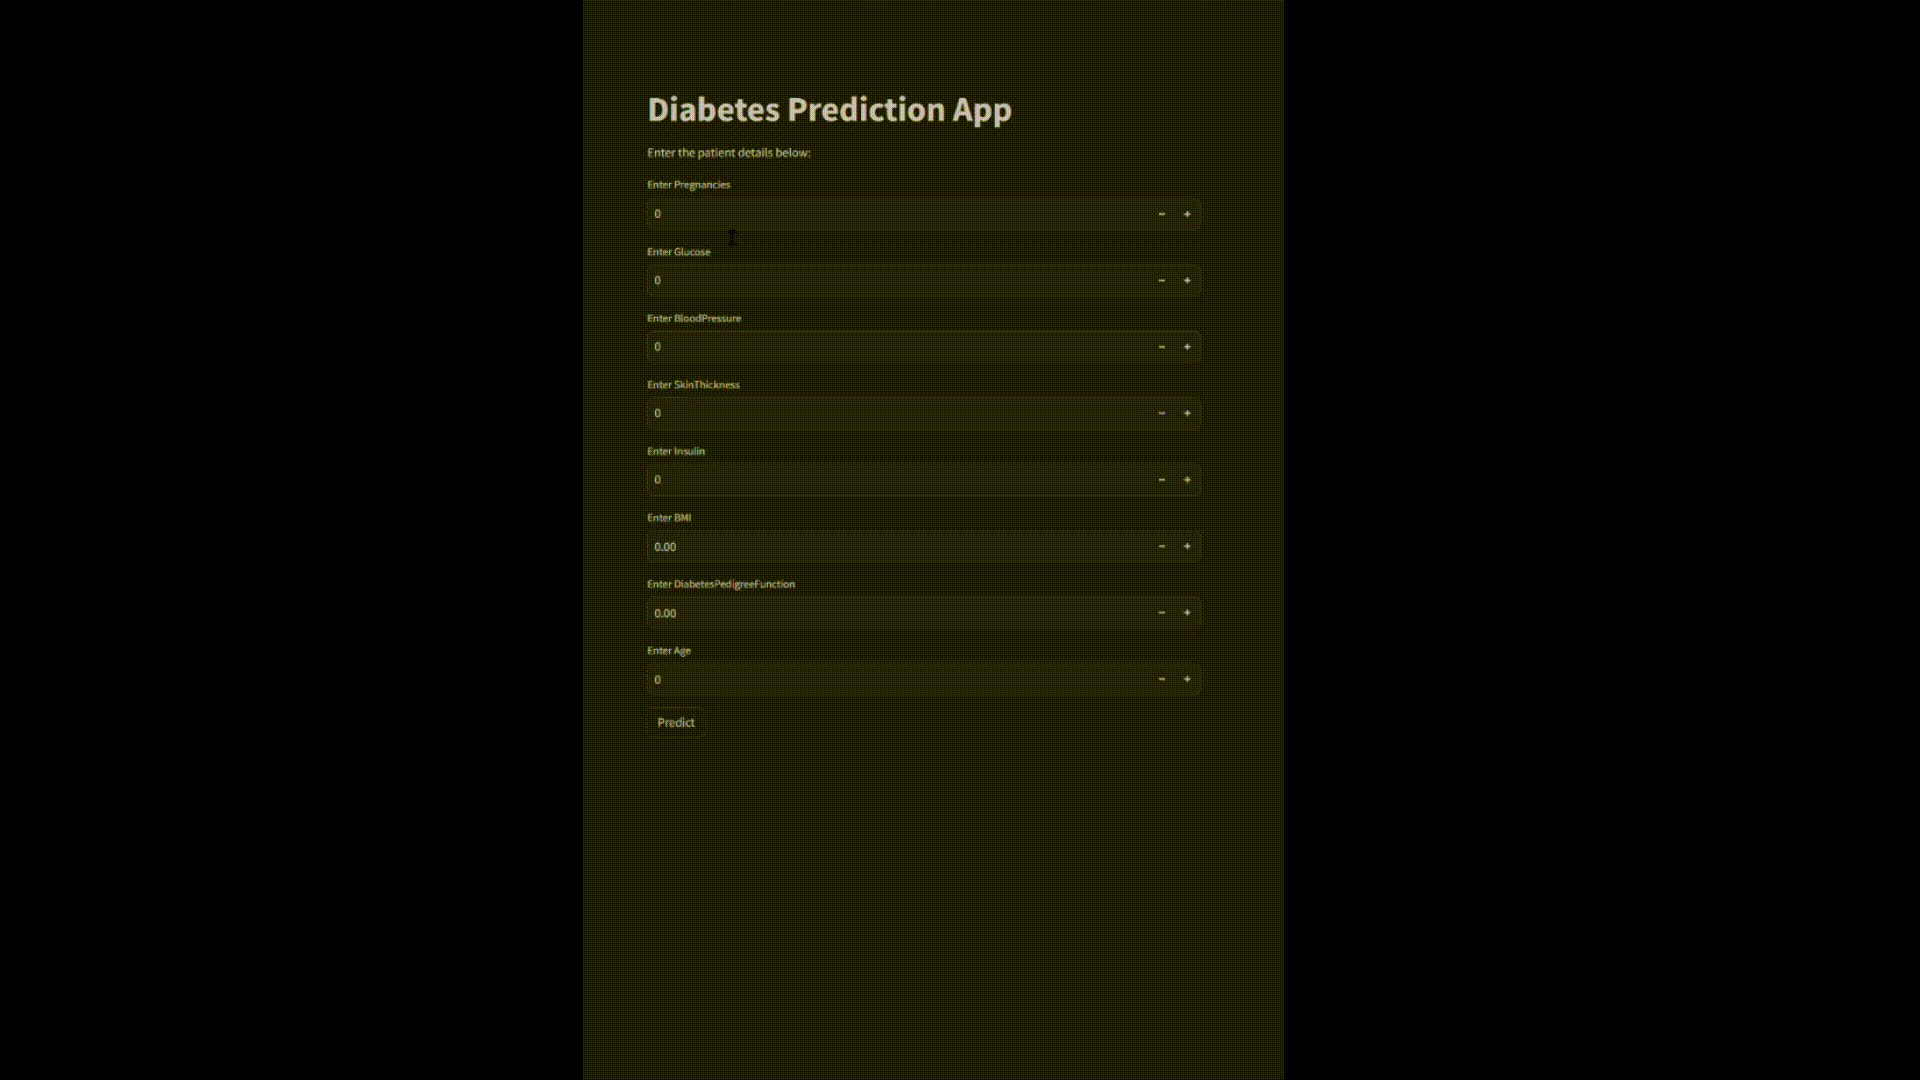 Diabetes Prediction App
Enter the patient details below:
Enter Pregnancies
0 − +
Enter Glucose
0 − +
Enter BloodPressure
0 − +
Enter SkinThickness
0 − +
Enter Insulin
0 − +
Enter BMI
0.00 − +
Enter DiabetesPedigreeFunction
0.00 − +
Enter Age
0 − +
Predict